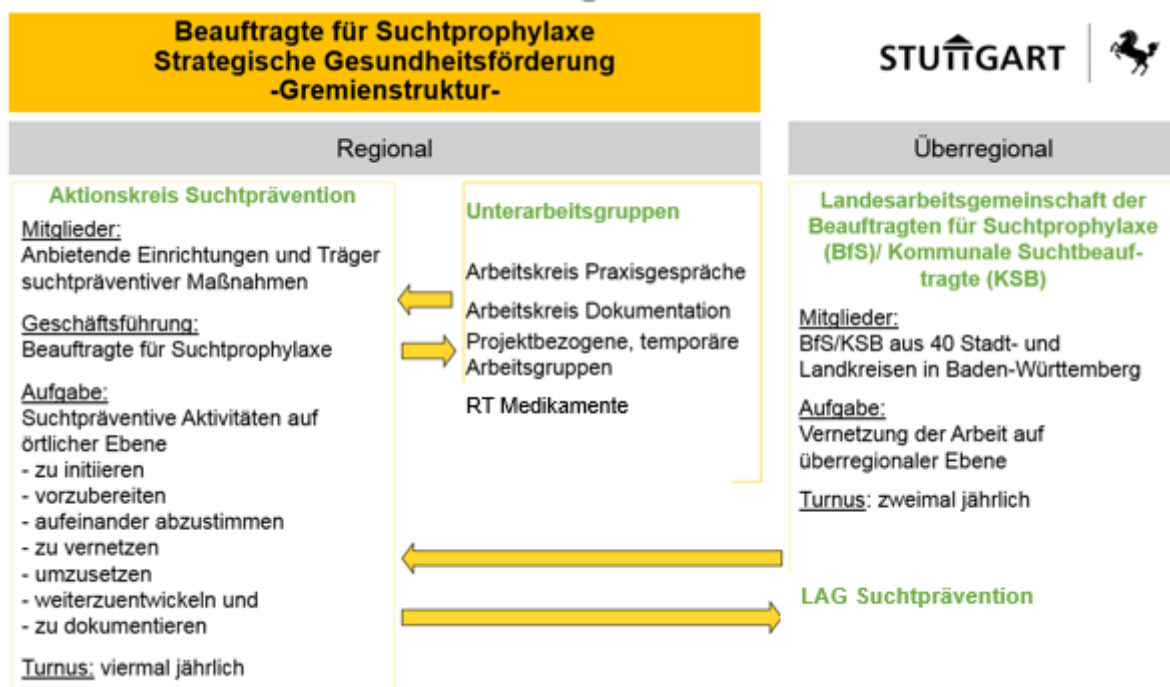 Beauftragte für Suchtprophylaxe
Strategische Gesundheitsförderung
-Gremienstruktur-
STUTTGART
Regional
Überregional
Aktionskreis Suchtprävention
Mitglieder:
Anbietende Einrichtungen und Träger
suchtpräventiver Maßnahmen
Geschäftsführung:
Beauftragte für Suchtprophylaxe
Aufgabe:
Suchtpräventive Aktivitäten auf
örtlicher Ebene
- zu initiieren
- vorzubereiten
- aufeinander abzustimmen
- zu vernetzen
- umzusetzen
- weiterzuentwickeln und
- zu dokumentieren
Turnus: viermal jährlich
Unterarbeitsgruppen
Arbeitskreis Praxisgespräche
Arbeitskreis Dokumentation
Projektbezogene, temporäre
Arbeitsgruppen
RT Medikamente
Landesarbeitsgemeinschaft der
Beauftragten für Suchtprophylaxe
(BfS)/ Kommunale Suchtbeauf-
tragte (KSB)
Mitglieder:
BfS/KSB aus 40 Stadt- und
Landkreisen in Baden-Württemberg
Aufgabe:
Vernetzung der Arbeit auf
überregionaler Ebene
Turnus: zweimal jährlich
LAG Suchtprävention